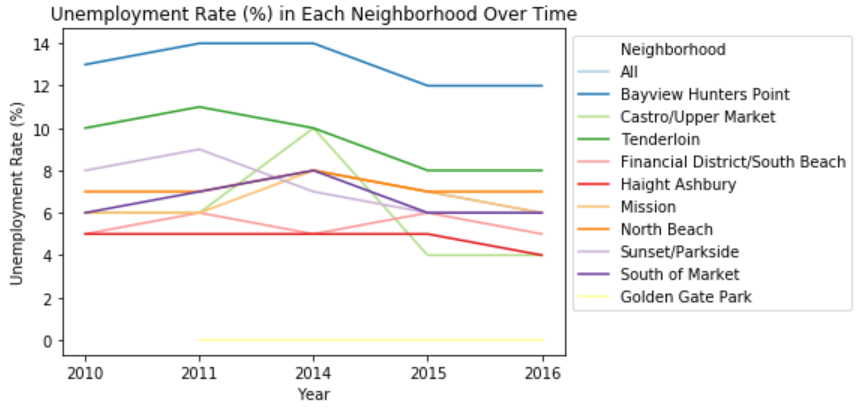 Unemployment Rate (%) in Each Neighborhood Over Time
14
12
10
8
6
4
2
0
Unemployment Rate (%)
2010 2011 2014 2015 2016
Year
Neighborhood
All
Bayview Hunters Point
Castro/Upper Market
Tenderloin
Financial District/South Beach
Haight Ashbury
Mission
North Beach
Sunset/Parkside
South of Market
Golden Gate Park